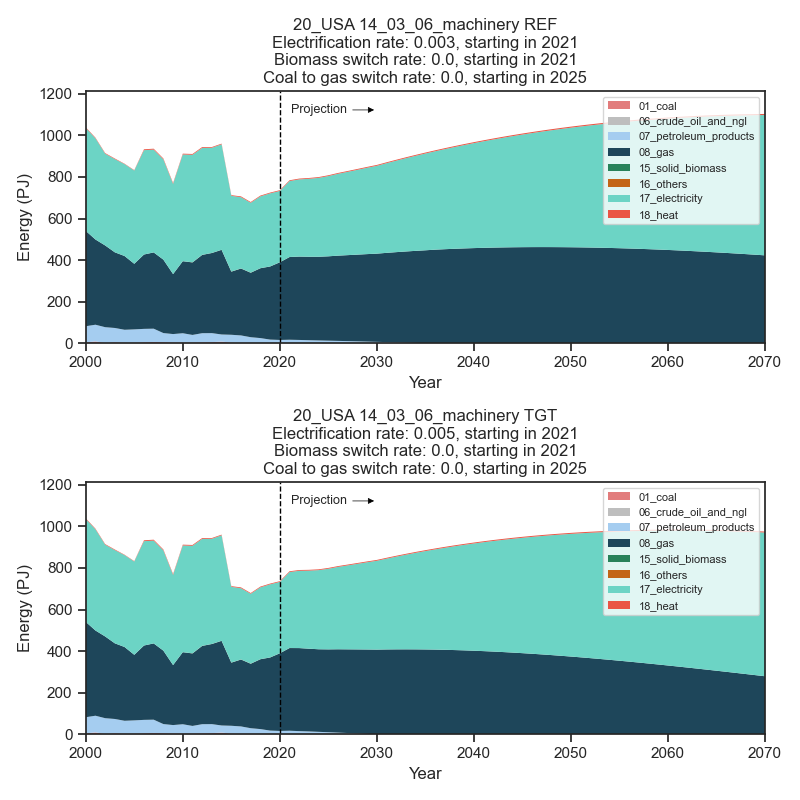 20_USA 14_03_06_machinery REF
Electrification rate: 0.003, starting in 2021
Biomass switch rate: 0.0, starting in 2021
Coal to gas switch rate: 0.0, starting in 2025
1200
1000
800
600
400
200
0
Energy (PJ)
Projection
01_coal
06_crude_oil_and_ngl
07_petroleum_products
08_gas
15_solid_biomass
16_others
17_electricity
18_heat
2000 2010 2020 2030 2040 2050 2060 2070
Year
20_USA 14_03_06_machinery TGT
Electrification rate: 0.005, starting in 2021
Biomass switch rate: 0.0, starting in 2021
Coal to gas switch rate: 0.0, starting in 2025
1200
1000
800
600
400
200
0
Energy (PJ)
Projection
01_coal
06_crude_oil_and_ngl
07_petroleum_products
08_gas
15_solid_biomass
16_others
17_electricity
18_heat
2000 2010 2020 2030 2040 2050 2060 2070
Year